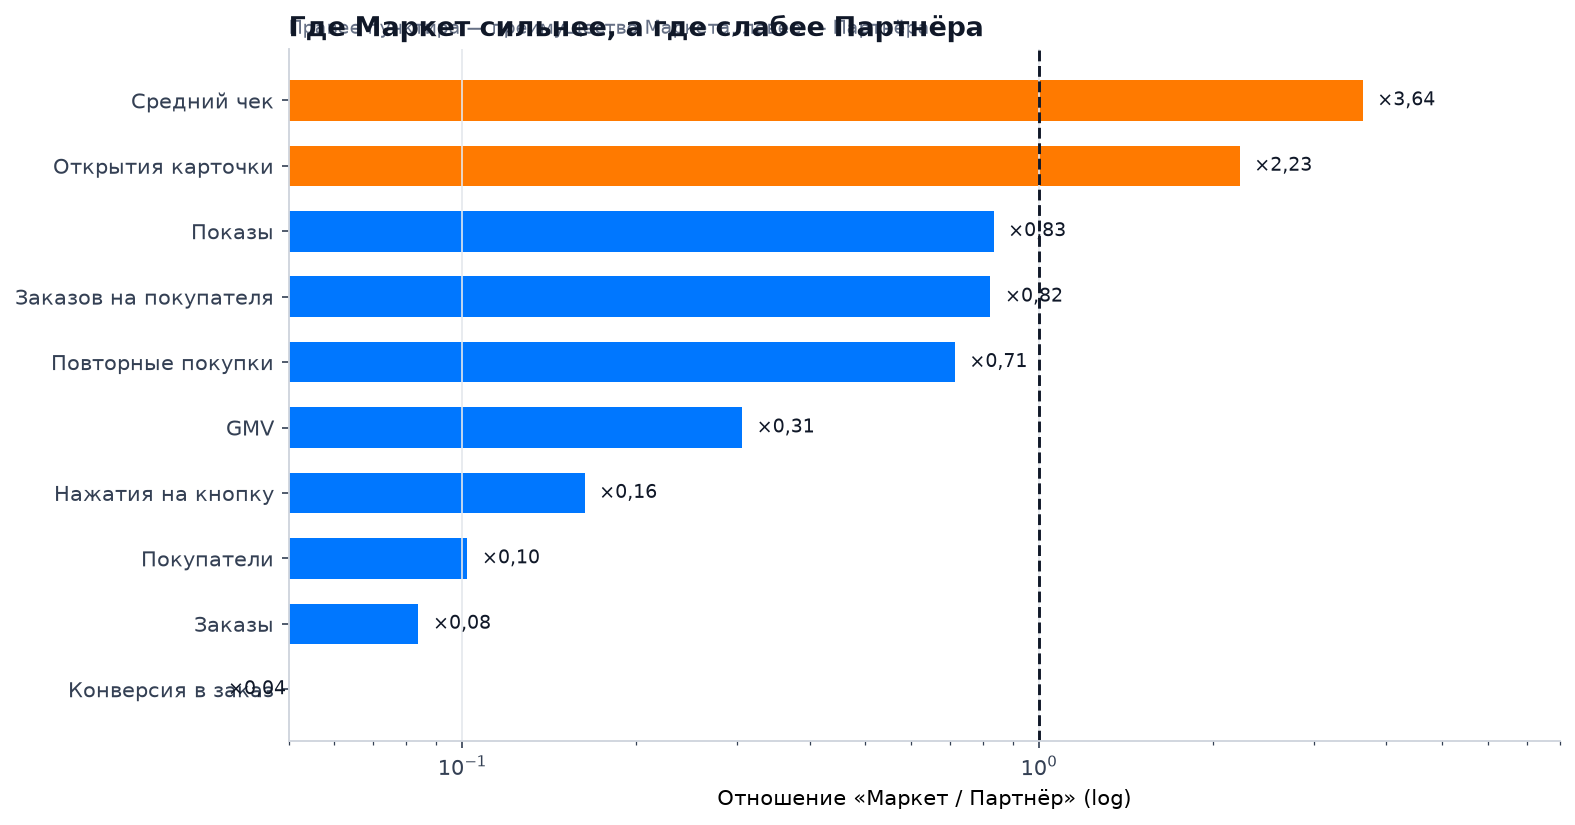 Где Маркет сильнее, а где слабее Партнёра
Средний чек
×3,64
Открытия карточки
×2,23
Показы
×0,83
Заказов на покупателя
×0,82
Повторные покупки
×0,71
GMV
×0,31
Нажатия на кнопку
×0,16
Покупатели
×0,10
Заказы
×0,08
Конверсия в заказ
×0,04
10⁻¹
10⁰
Отношение «Маркет / Партнёр» (log)